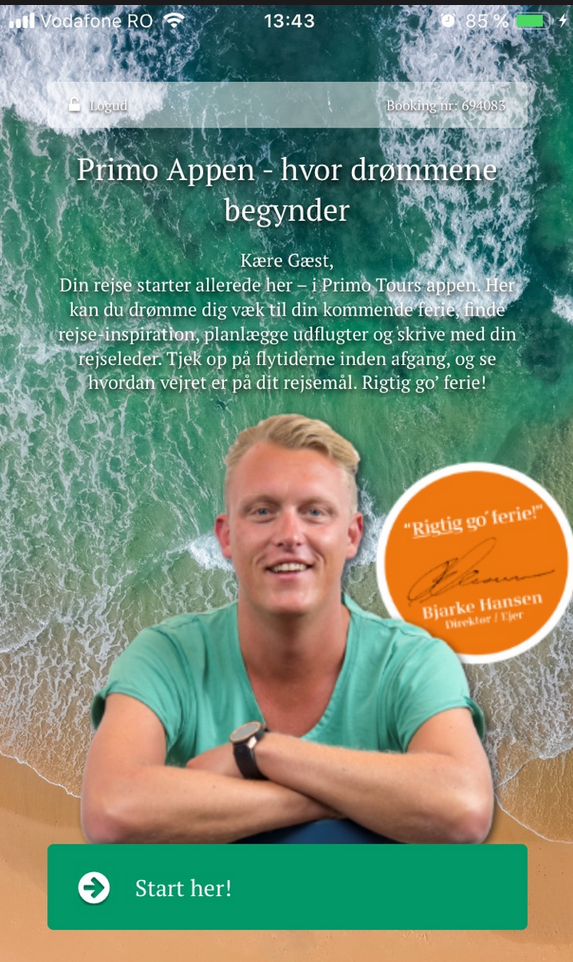 Vodafone RO 13:43 85 %
Logud Booking nr: 694083
Primo Appen - hvor drømmene
begynder
Kære Gæst,
Din rejse starter allerede her – i Primo Tours appen. Her
kan du drømme dig væk til din kommende ferie, finde
rejse-inspiration, planlægge udflugter og skrive med din
rejseleder. Tjek op på flytiderne inden afgang, og se
hvordan vejret er på dit rejsemål. Rigtig go’ ferie!
“Rigtig go´ferie!”
Bjarke Hansen
Direktør / Ejer
Start her!